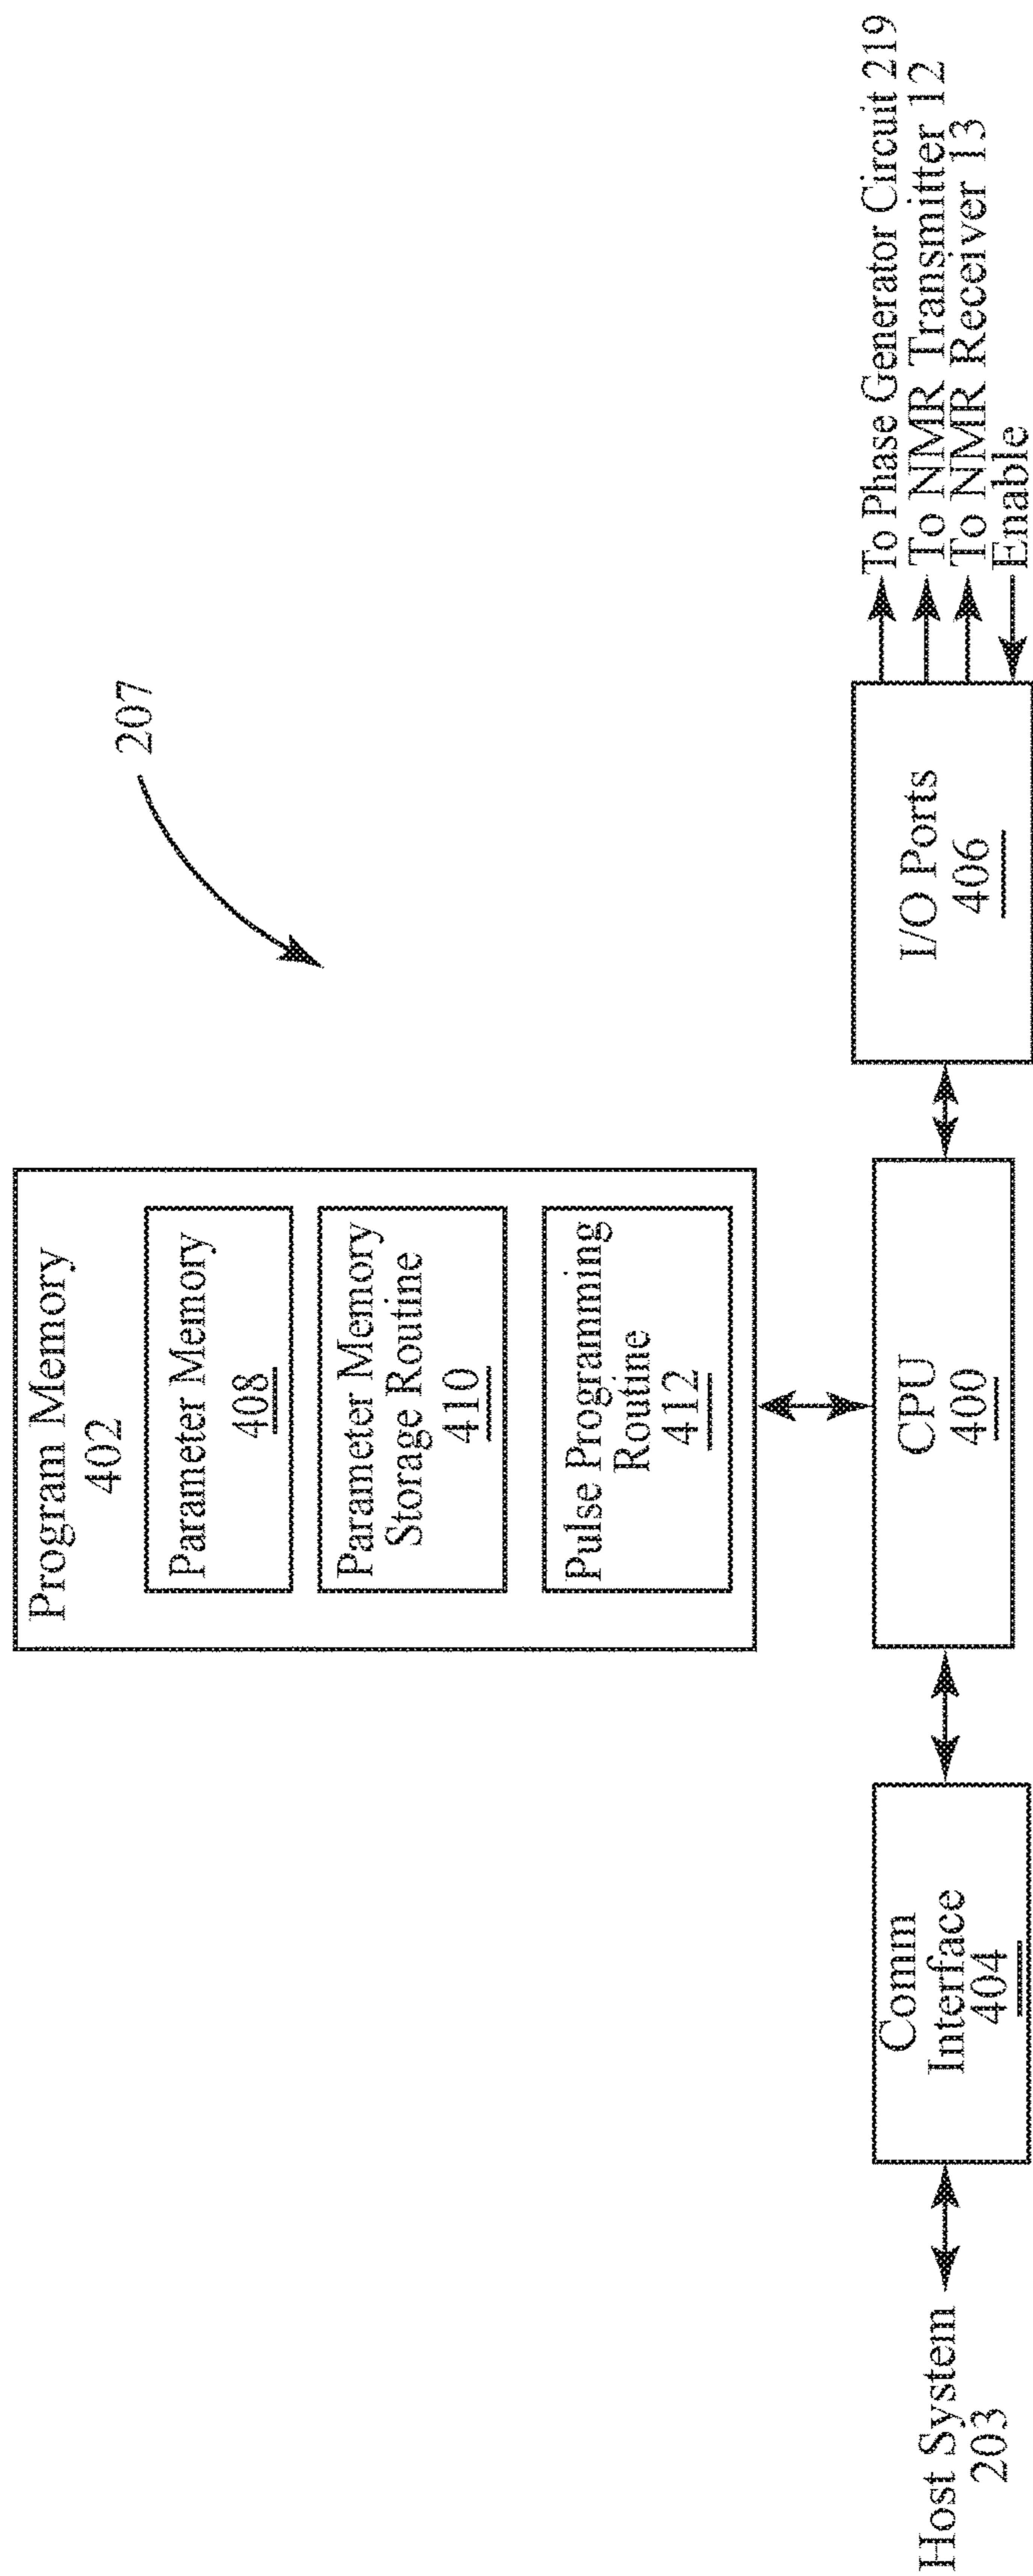 207
Program Memory
402
Parameter Memory
408
Parameter Memory
Storage Routine
410
Pulse Programming
Routine
412
Host System
203
Comm
Interface
404
CPU
400
I/O Ports
406
To Phase Generator Circuit 219
To NMR Transmitter 12
To NMR Receiver 13
Enable